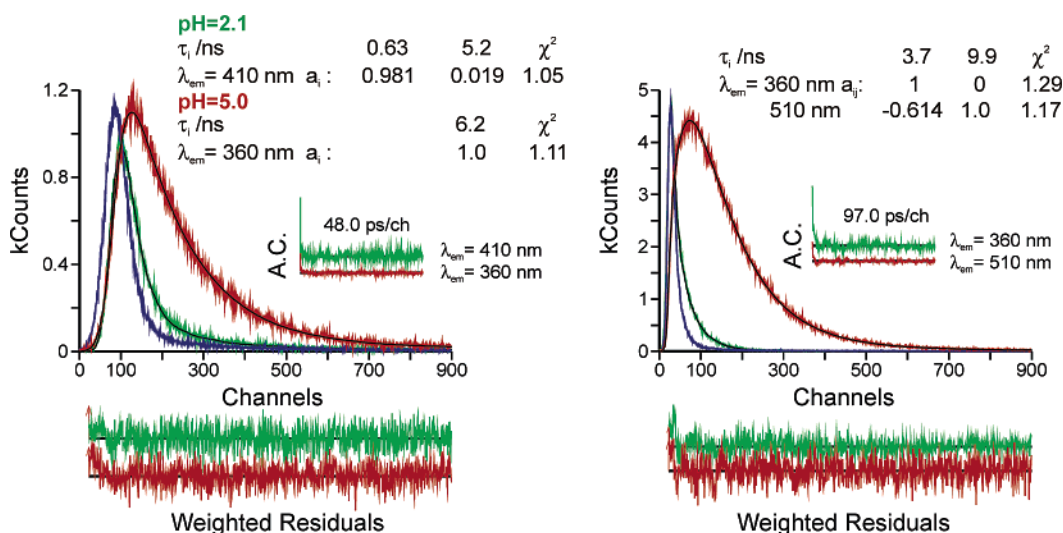 pH=2.1
τi /ns 0.63 5.2 χ²
λem= 410 nm ai : 0.981 0.019 1.05
pH=5.0
τi /ns 6.2 χ²
λem= 360 nm ai : 1.0 1.11
1.2
0.8
0.4
0
kCounts
A.C.
48.0 ps/ch
λem= 410 nm
λem= 360 nm
0 100 300 500 700 900
Channels
Weighted Residuals
τi /ns 3.7 9.9 χ²
λem= 360 nm aij: 1 0 1.29
510 nm -0.614 1.0 1.17
5
4
3
2
1
0
kCounts
A.C.
97.0 ps/ch
λem= 360 nm
λem= 510 nm
0 100 300 500 700 900
Channels
Weighted Residuals